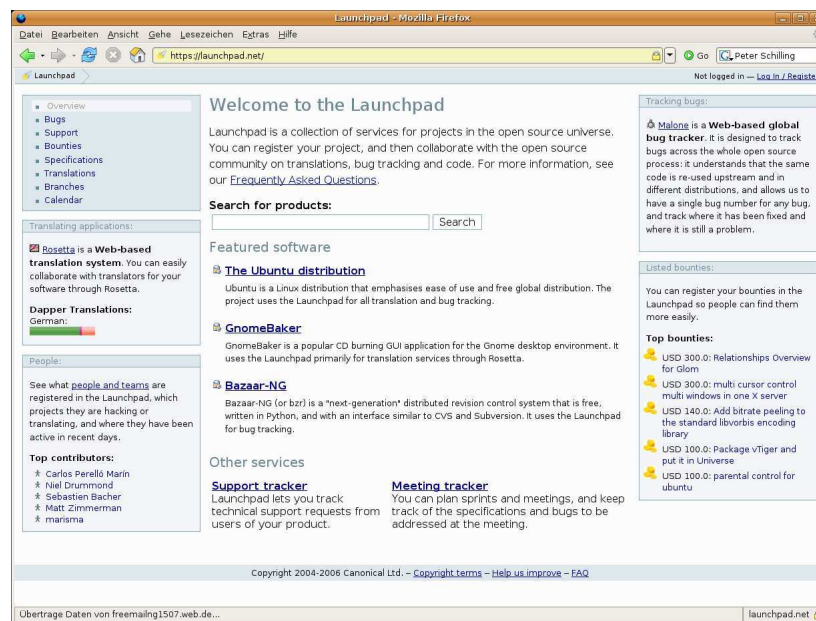 Launchpad - Mozilla Firefox
Datei Bearbeiten Ansicht Gehe Lesezeichen Extras Hilfe
https://launchpad.net/
Go
Peter Schilling
Launchpad
Not logged in — Log In / Registe
Overview
Bugs
Support
Bounties
Specifications
Translations
Branches
Calendar
Translating applications:
Rosetta is a Web-based
translation system. You can easily
collaborate with translators for your
software through Rosetta.
Dapper Translations:
German:
People:
See what people and teams are
registered in the Launchpad, which
projects they are hacking or
translating, and where they have been
active in recent days.
Top contributors:
Carlos Perelló Marín
Niel Drummond
Sebastien Bacher
Matt Zimmerman
marisma
Welcome to the Launchpad
Launchpad is a collection of services for projects in the open source universe.
You can register your project, and then collaborate with the open source
community on translations, bug tracking and code. For more information, see
our Frequently Asked Questions.
Search for products:
Search
Featured software
The Ubuntu distribution
Ubuntu is a Linux distribution that emphasises ease of use and free global distribution. The
project uses the Launchpad for all translation and bug tracking.
GnomeBaker
GnomeBaker is a popular CD burning GUI application for the Gnome desktop environment. It
uses the Launchpad primarily for translation services through Rosetta.
Bazaar-NG
Bazaar-NG (or bzr) is a "next-generation" distributed revision control system that is free,
written in Python, and with an interface similar to CVS and Subversion. It uses the Launchpad
for bug tracking.
Other services
Support tracker
Launchpad lets you track
technical support requests from
users of your product.
Meeting tracker
You can plan sprints and meetings, and keep
track of the specifications and bugs to be
addressed at the meeting.
Tracking bugs:
Malone is a Web-based global
bug tracker. It is designed to track
bugs across the whole open source
process: it understands that the same
code is re-used upstream and in
different distributions, and allows us to
have a single bug number for any bug,
and track where it has been fixed and
where it is still a problem.
Listed bounties:
You can register your bounties in the
Launchpad so people can find them
more easily.
Top bounties:
USD 300.0: Relationships Overview
for Glom
USD 300.0: multi cursor control
multi windows in one X server
USD 140.0: Add bitrate peeling to
the standard libvorbis encoding
library
USD 100.0: Package vTiger and
put it in Universe
USD 100.0: parental control for
ubuntu
Copyright 2004-2006 Canonical Ltd. – Copyright terms – Help us improve – FAQ
Übertrage Daten von freemailng1507.web.de...
launchpad.net